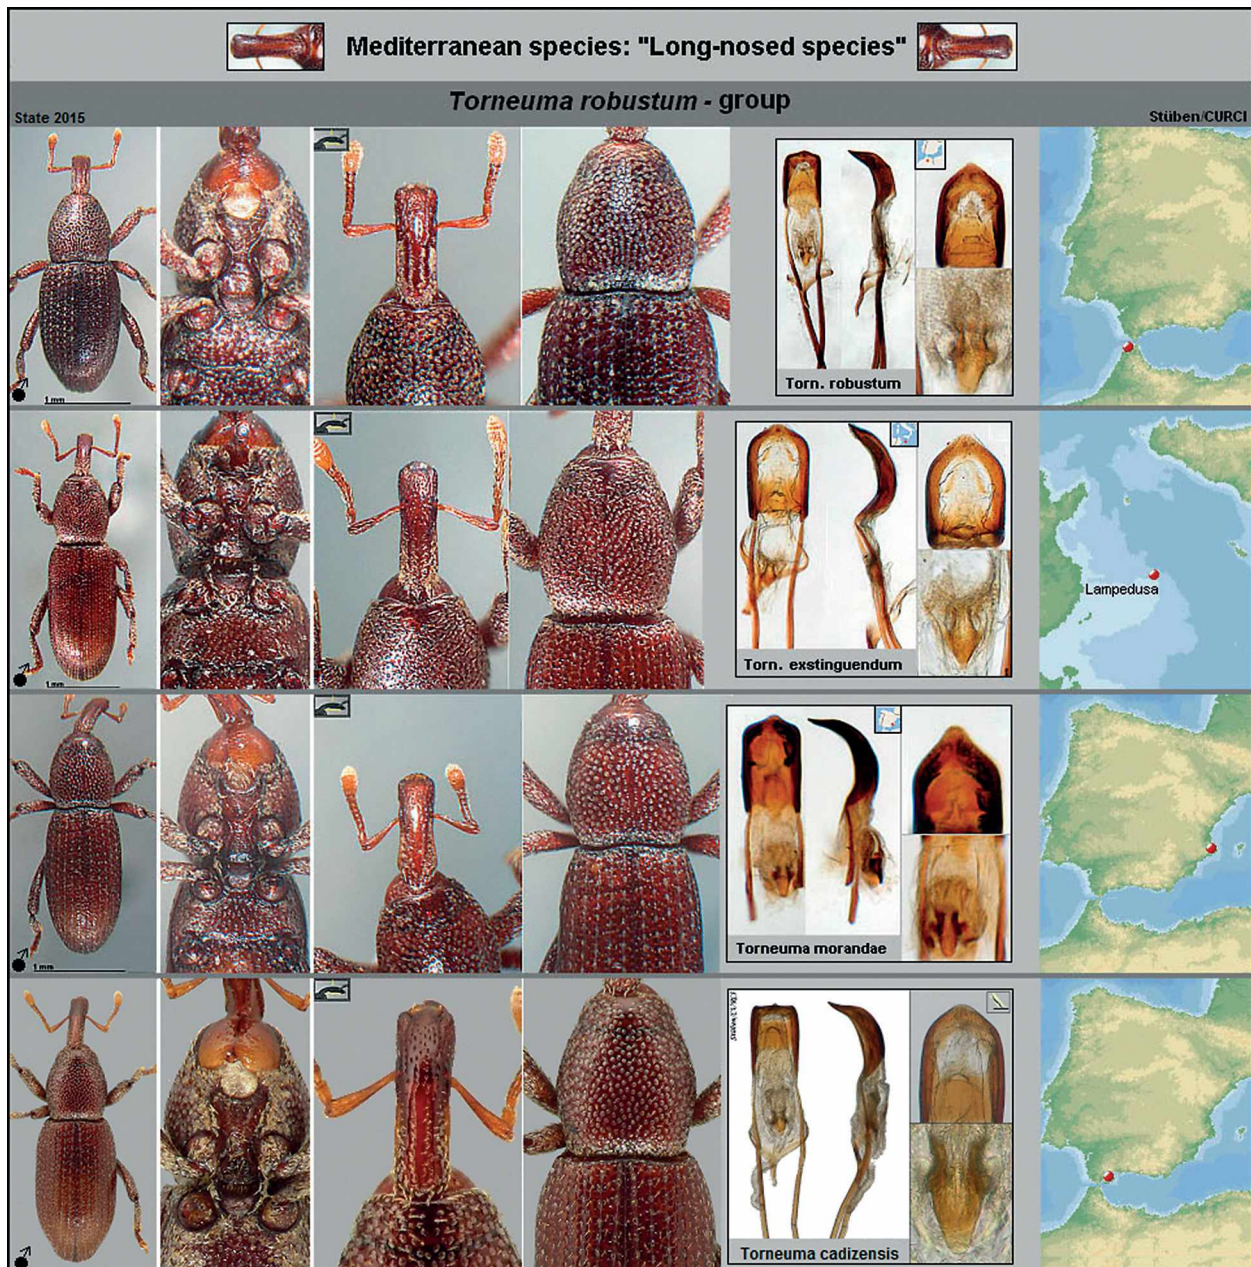 Mediterranean species: "Long-nosed species"
Torneuma robustum - group
State 2015
Stüben/CURCI
1 mm
Torn. robustum
1 mm
Torn. exstinguendum
Lampedusa
1 mm
Torneuma morandae
Torneuma cadizensis